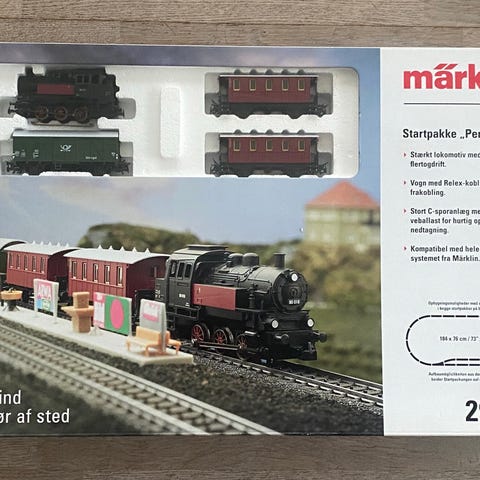 märk
Startpakke „Per
Stærkt lokomotiv med
flertogdrift.
Vogn med Relex-kobl
frakobling.
Stort C-sporanlæg me
veballast for hurtig op
nedtagning.
Kompatibel med hele
systemet fra Märklin.
184 x 76 cm / 73"
ind
ør af sted
2